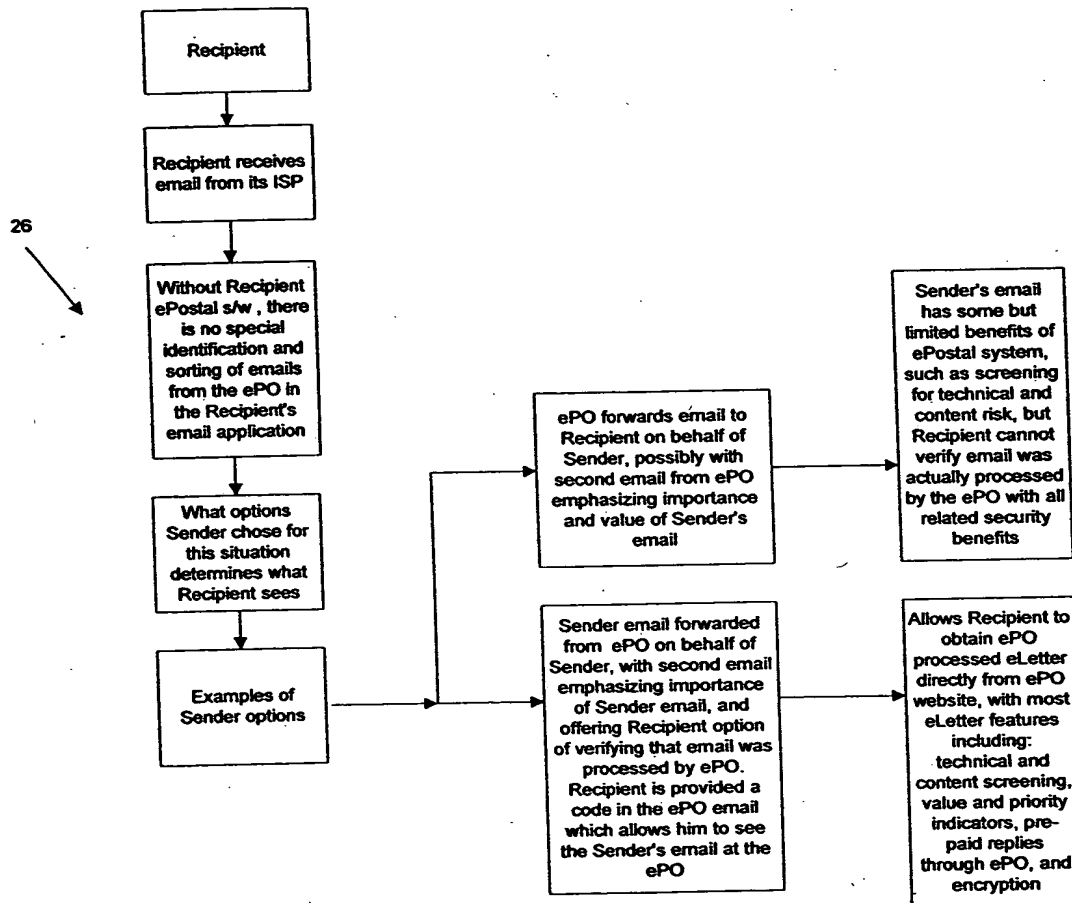 Recipient
Recipient receives
email from its ISP
26
Without Recipient
ePostal s/w , there
is no special
identification and
sorting of emails
from the ePO in
the Recipient's
email application
What options
Sender chose for
this situation
determines what
Recipient sees
Examples of
Sender options
ePO forwards email to
Recipient on behalf of
Sender, possibly with
second email from ePO
emphasizing importance
and value of Sender's
email
Sender's email
has some but
limited benefits of
ePostal system,
such as screening
for technical and
content risk, but
Recipient cannot
verify email was
actually processed
by the ePO with all
related security
benefits
Sender email forwarded
from ePO on behalf of
Sender, with second email
emphasizing importance
of Sender email, and
offering Recipient option
of verifying that email was
processed by ePO.
Recipient is provided a
code in the ePO email
which allows him to see
the Sender's email at the
ePO
Allows Recipient to
obtain ePO
processed eLetter
directly from ePO
website, with most
eLetter features
including:
technical and
content screening,
value and priority
indicators, pre-
paid replies
through ePO, and
encryption